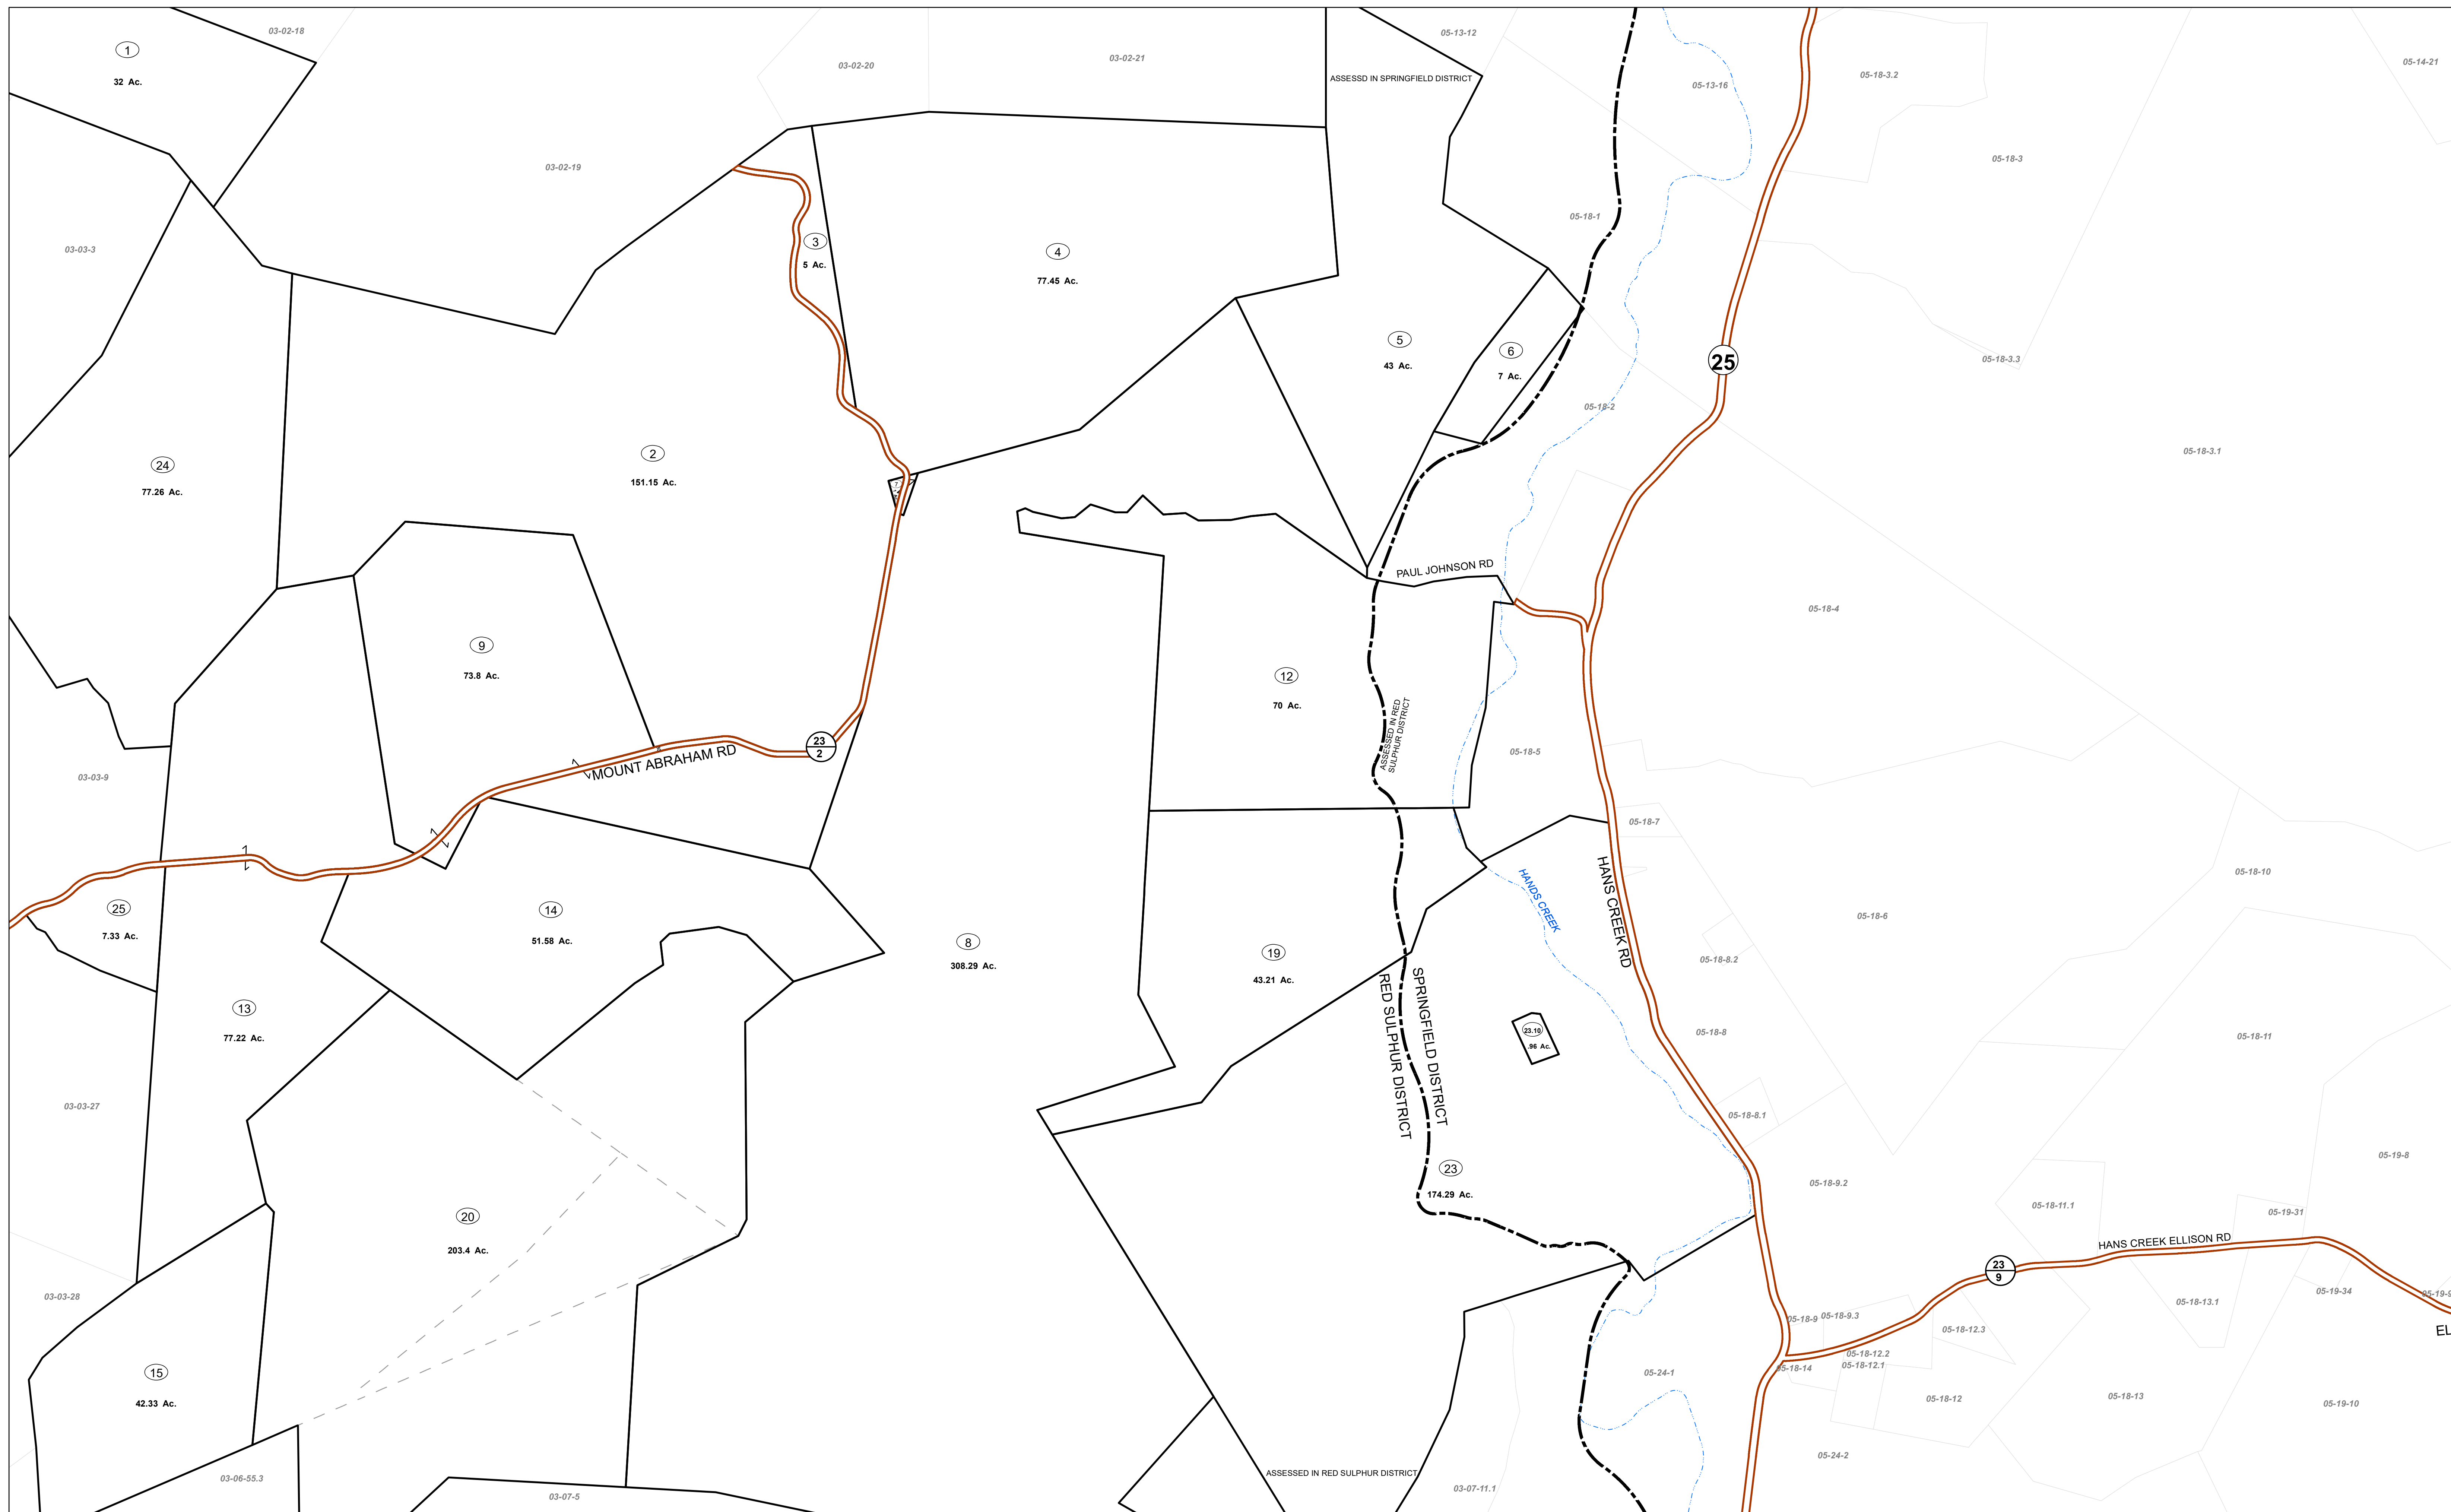 03-02-18
1
32 Ac.
03-02-20
03-02-21
05-13-12
ASSESSD IN SPRINGFIELD DISTRICT
05-13-16
05-18-3.2
05-14-21
03-02-19
05-18-3
03-03-3
3
5 Ac.
4
77.45 Ac.
05-18-1
5
43 Ac.
6
7 Ac.
25
05-18-3.3
05-18-2
24
77.26 Ac.
2
151.15 Ac.
7
05-18-3.1
PAUL JOHNSON RD
05-18-4
9
73.8 Ac.
12
70 Ac.
ASSESSED IN RED
SULPHUR DISTRICT
05-18-5
03-03-9
23
2
MOUNT ABRAHAM RD
05-18-7
05-18-10
HANS CREEK RD
HANDS CREEK
25
7.33 Ac.
14
51.58 Ac.
8
308.29 Ac.
19
43.21 Ac.
05-18-6
05-18-8.2
13
77.22 Ac.
RED SULPHUR DISTRICT
SPRINGFIELD DISTRICT
23.10
.96 Ac.
05-18-8
05-18-11
03-03-27
05-18-8.1
05-19-8
23
174.29 Ac.
05-18-9.2
05-18-11.1
05-19-31
20
203.4 Ac.
HANS CREEK ELLISON RD
23
9
03-03-28
05-18-9
05-18-9.3
05-18-12.3
05-18-13.1
05-19-34
05-19-9
EL
15
42.33 Ac.
05-24-1
05-18-14
05-18-12.2
05-18-12.1
05-18-12
05-18-13
05-19-10
03-06-55.3
03-07-5
ASSESSED IN RED SULPHUR DISTRICT
03-07-11.1
05-24-2